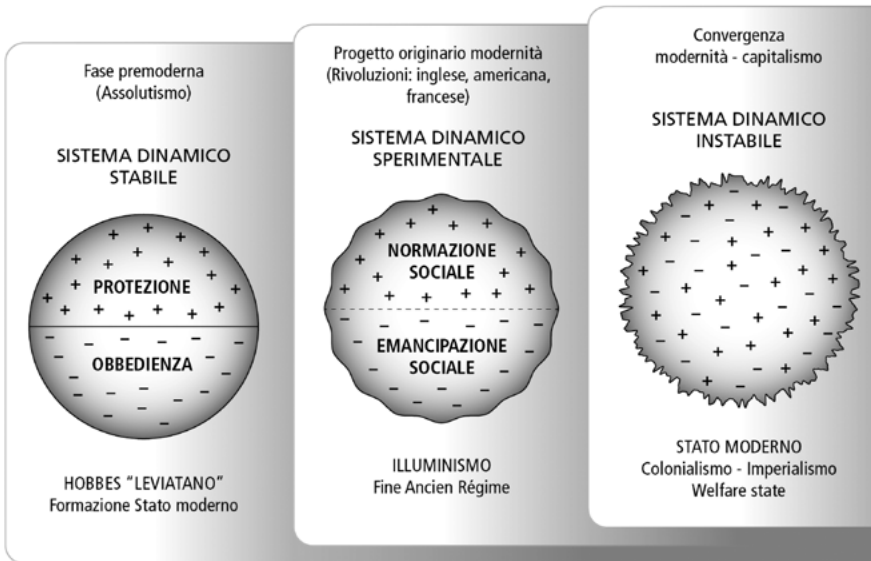 Fase premoderna
(Assolutismo)
SISTEMA DINAMICO
STABILE
PROTEZIONE
OBBEDIENZA
HOBBES “LEVIATANO”
Formazione Stato moderno
Progetto originario modernità
(Rivoluzioni: inglese, americana,
francese)
SISTEMA DINAMICO
SPERIMENTALE
NORMAZIONE
SOCIALE
EMANCIPAZIONE
SOCIALE
ILLUMINISMO
Fine Ancien Régime
Convergenza
modernità - capitalismo
SISTEMA DINAMICO
INSTABILE
STATO MODERNO
Colonialismo - Imperialismo
Welfare state